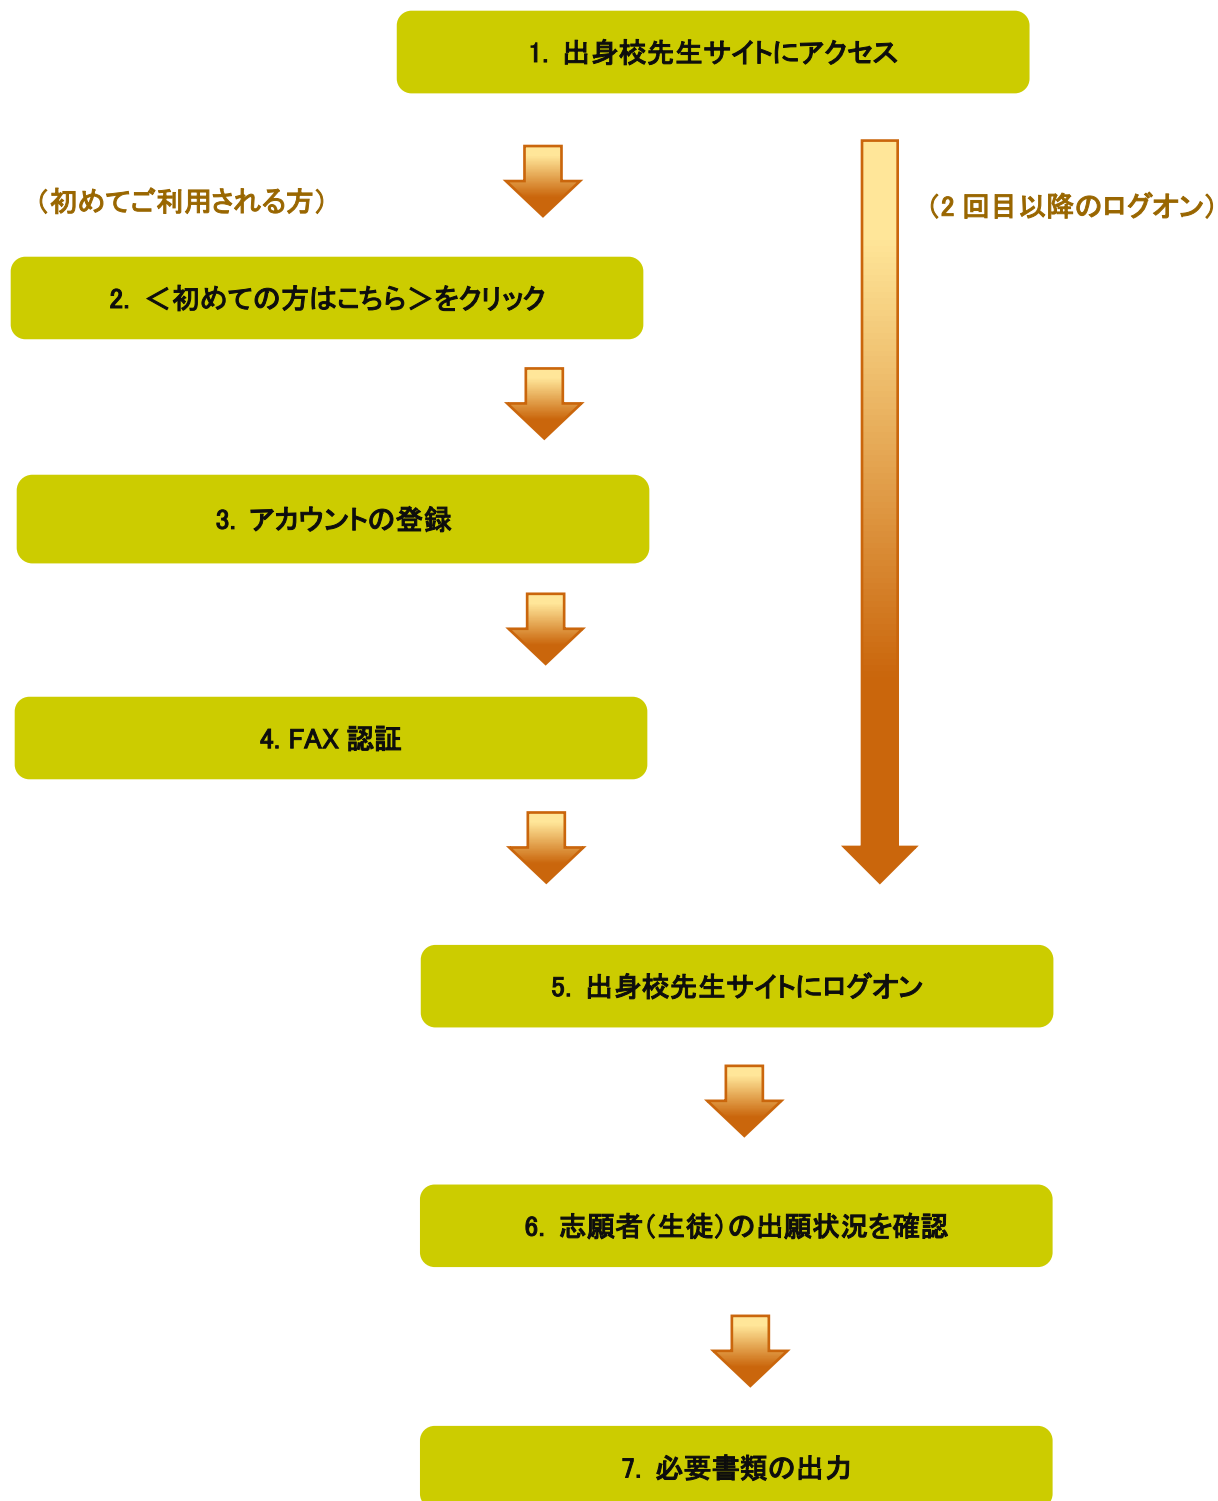 1. 出身校先生サイトにアクセス
（初めてご利用される方）
（2 回目以降のログオン）
2. ＜初めての方はこちら＞をクリック
3. アカウントの登録
4. FAX 認証
5. 出身校先生サイトにログオン
6. 志願者（生徒）の出願状況を確認
7. 必要書類の出力